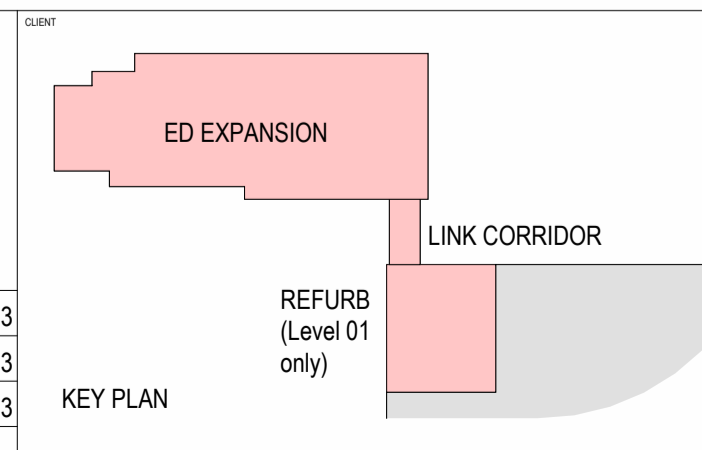 CLIENT
ED EXPANSION
LINK CORRIDOR
REFURB
(Level 01
only)
3
3
3
KEY PLAN